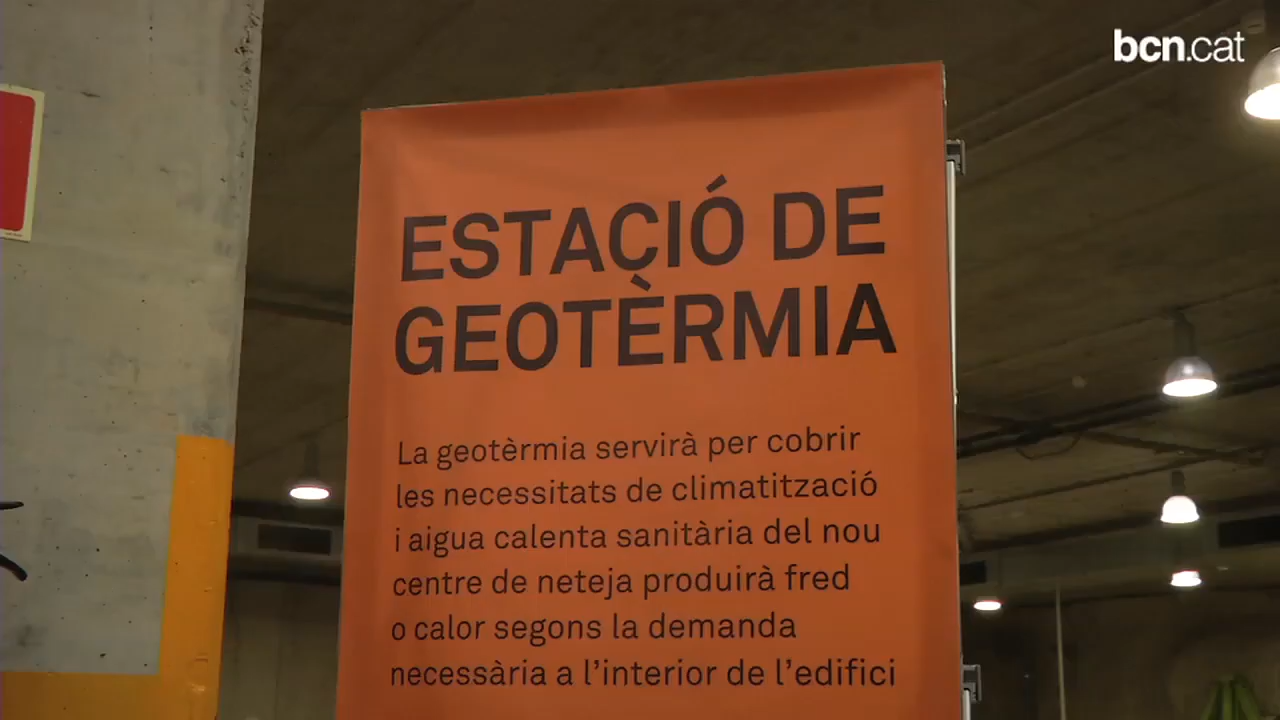 bcn.cat
ESTACIÓ DE
GEOTÈRMIA
La geotèrmia servirà per cobrir
les necessitats de climatització
i aigua calenta sanitària del nou
centre de neteja produirà fred
o calor segons la demanda
necessària a l'interior de l'edifici